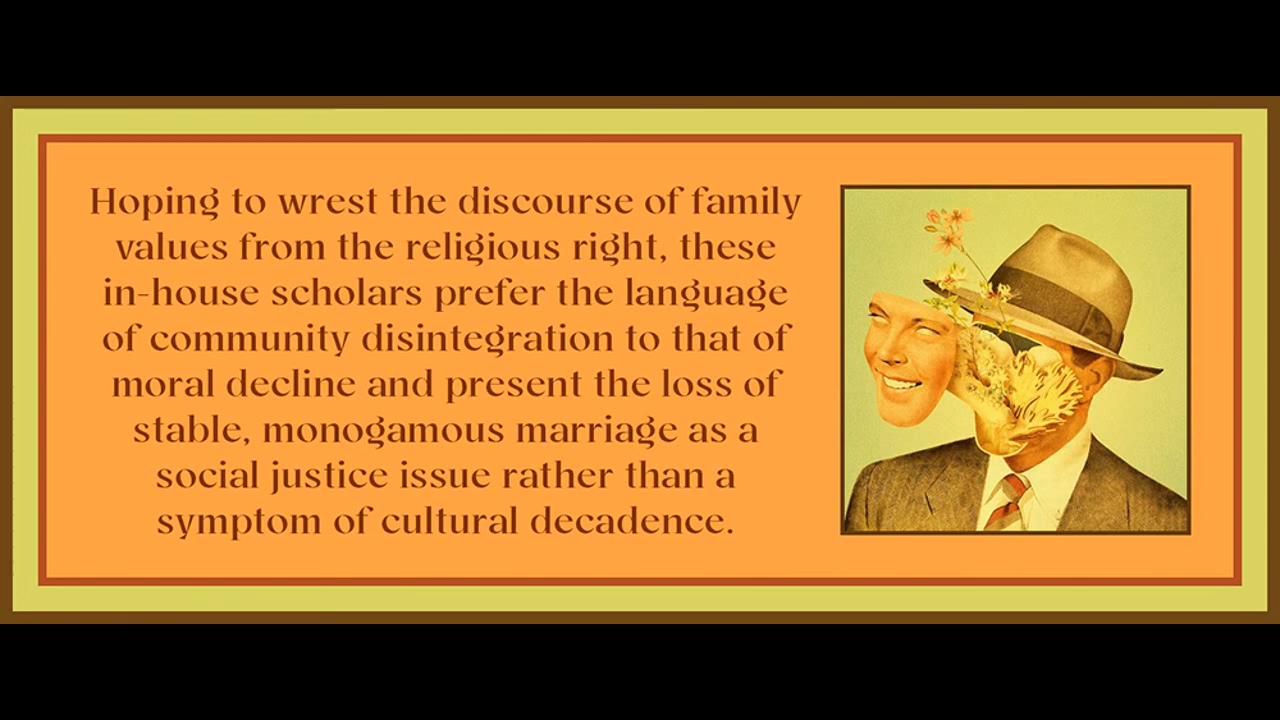 Hoping to wrest the discourse of family
values from the religious right, these
in-house scholars prefer the language
of community disintegration to that of
moral decline and present the loss of
stable, monogamous marriage as a
social justice issue rather than a
symptom of cultural decadence.